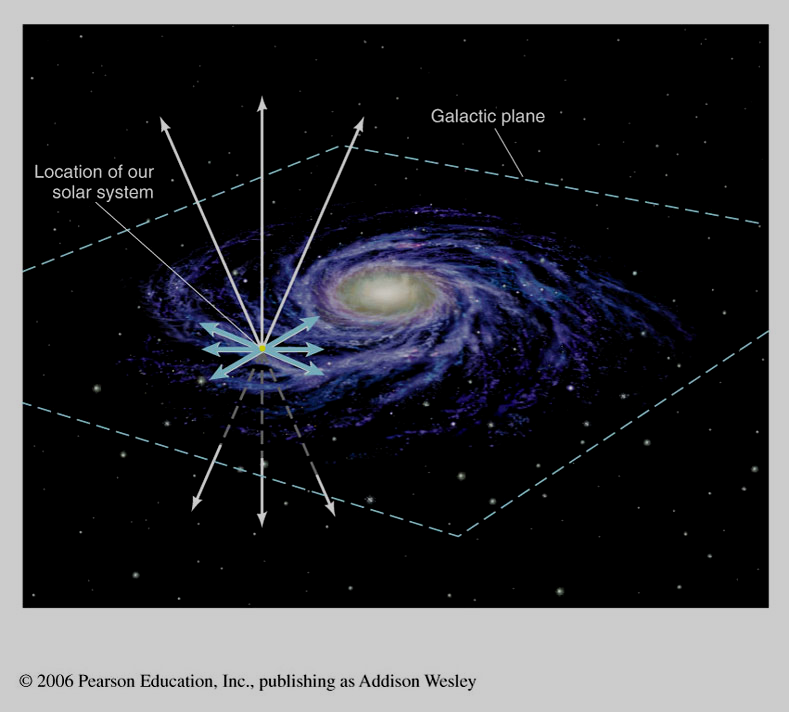 Galactic plane
Location of our
solar system
© 2006 Pearson Education, Inc., publishing as Addison Wesley